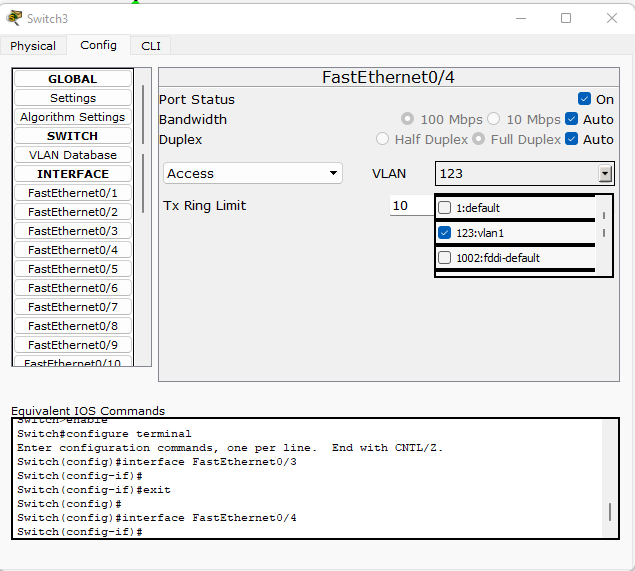 Switch3
Physical Config CLI
GLOBAL
Settings
Algorithm Settings
SWITCH
VLAN Database
INTERFACE
FastEthernet0/1
FastEthernet0/2
FastEthernet0/3
FastEthernet0/4
FastEthernet0/5
FastEthernet0/6
FastEthernet0/7
FastEthernet0/8
FastEthernet0/9
FastEthernet0/10
FastEthernet0/4
Port Status On
Bandwidth 100 Mbps 10 Mbps Auto
Duplex Half Duplex Full Duplex Auto
Access VLAN 123
Tx Ring Limit 10
1:default
123:vlan1
1002:fddi-default
Equivalent IOS Commands
Switch>enable
Switch#configure terminal
Enter configuration commands, one per line.  End with CNTL/Z.
Switch(config)#interface FastEthernet0/3
Switch(config-if)#
Switch(config-if)#exit
Switch(config)#
Switch(config)#interface FastEthernet0/4
Switch(config-if)#